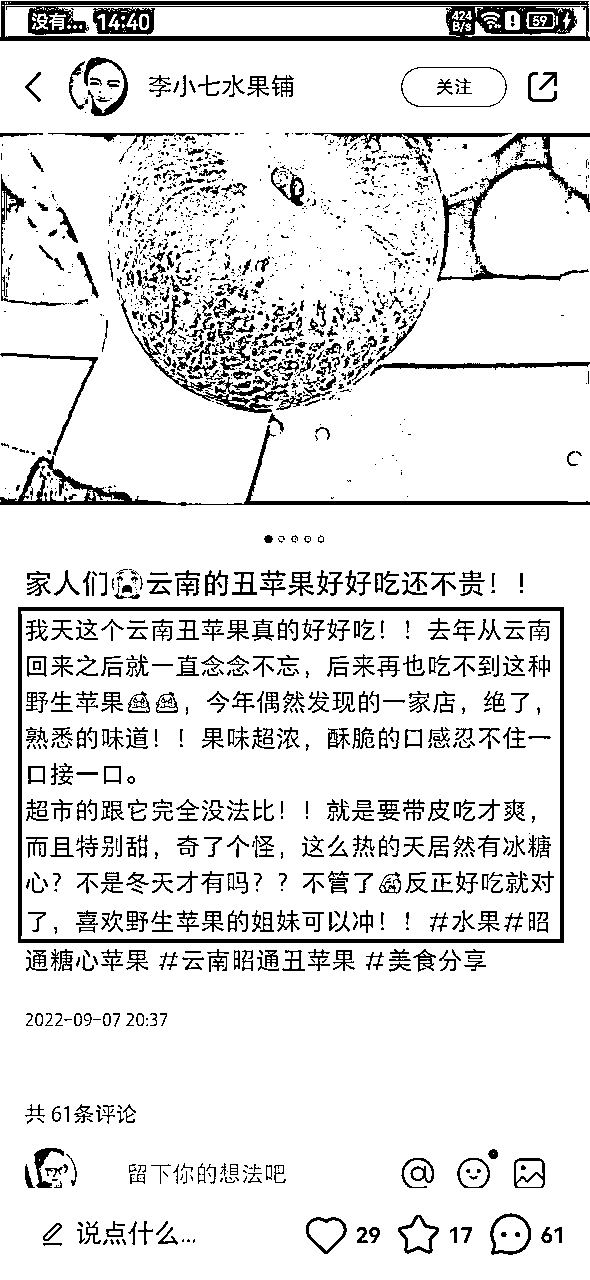 没有... 14:40 424 B/s 59
李小七水果铺 关注
家人们😭云南的丑苹果好好吃还不贵！！
我天这个云南丑苹果真的好好吃！！去年从云南
回来之后就一直念念不忘，后来再也吃不到这种
野生苹果，今年偶然发现的一家店，绝了，
熟悉的味道！！果味超浓，酥脆的口感忍不住一
口接一口。
超市的跟它完全没法比！！就是要带皮吃才爽，
而且特别甜，奇了个怪，这么热的天居然有冰糖
心？不是冬天才有吗？？不管了反正好吃就对
了，喜欢野生苹果的姐妹可以冲！！#水果#昭
通糖心苹果 #云南昭通丑苹果 #美食分享
2022-09-07 20:37
共 61条评论
留下你的想法吧
说点什么... 29 17 61